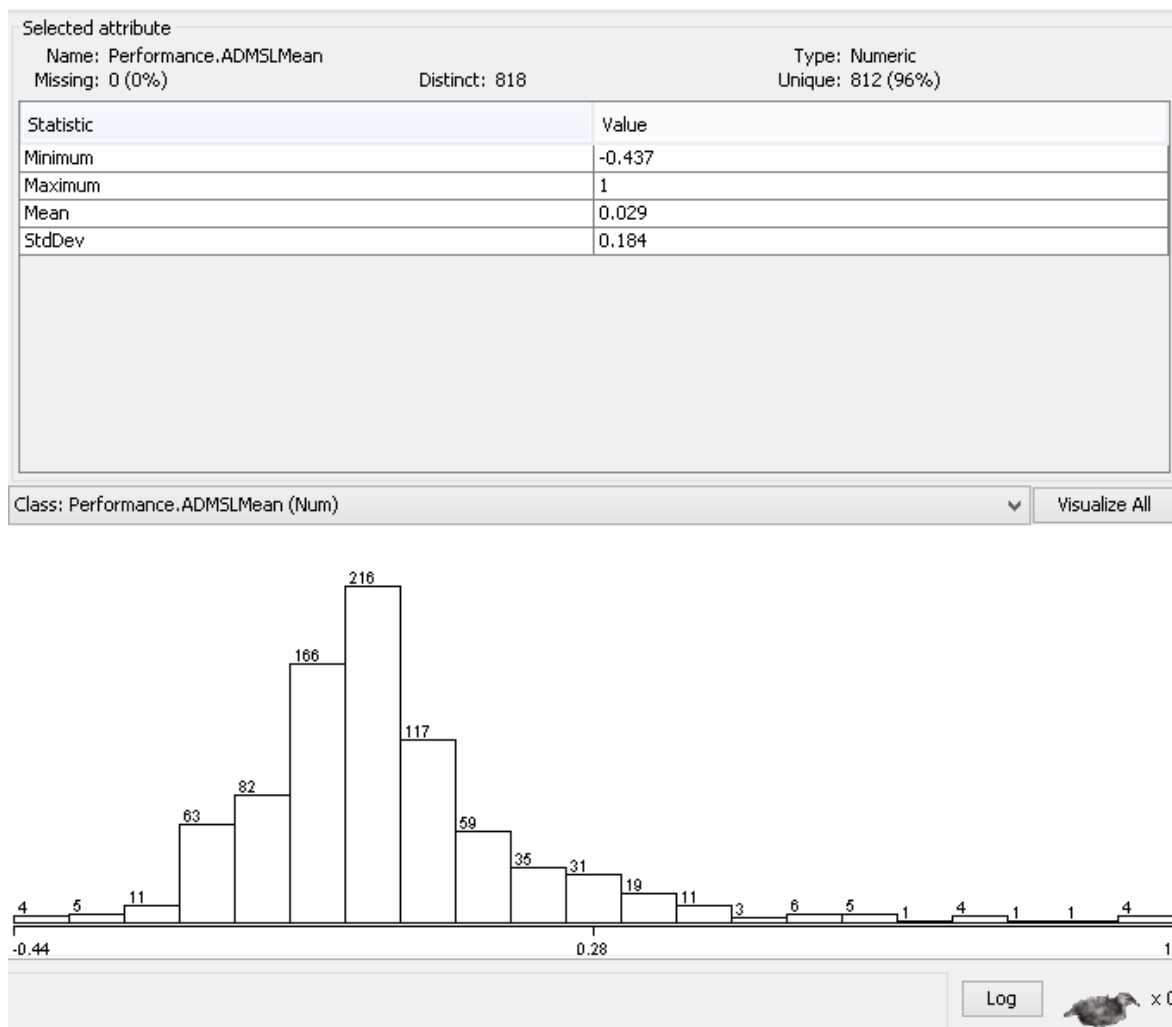 Selected attribute
Name: Performance.ADMSLMean Type: Numeric
Missing: 0 (0%) Distinct: 818 Unique: 812 (96%)
Statistic Value
Minimum -0.437
Maximum 1
Mean 0.029
StdDev 0.184
Class: Performance.ADMSLMean (Num) Visualize All
216
166
117
82
63
59
35
31
19
4 5 11 11 3 6 5 1 4 1 1 4
-0.44 0.28 1
Log x 0